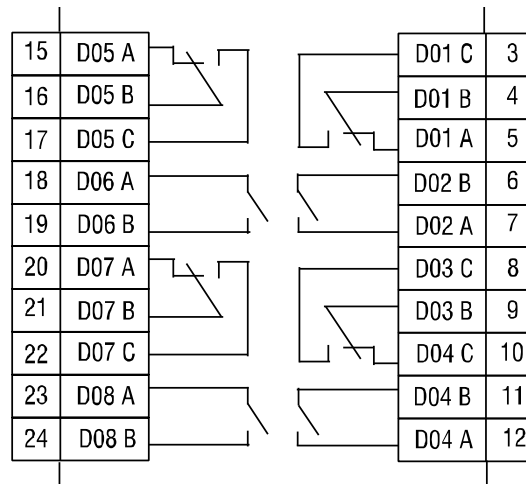 15 D05 A
16 D05 B
17 D05 C
18 D06 A
19 D06 B
20 D07 A
21 D07 B
22 D07 C
23 D08 A
24 D08 B
D01 C 3
D01 B 4
D01 A 5
D02 B 6
D02 A 7
D03 C 8
D03 B 9
D04 C 10
D04 B 11
D04 A 12